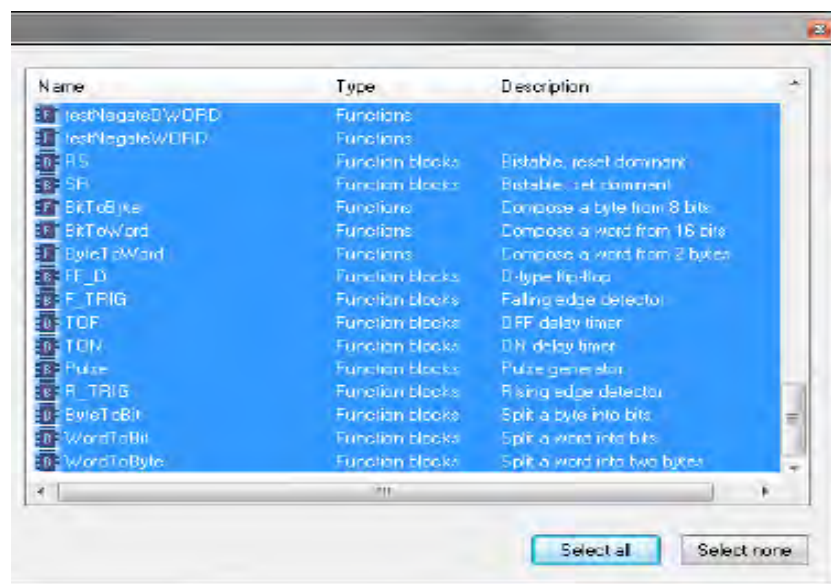 Name Type Description
testNegateDWORD Functions
testNegateWORD Functions
RS Function blocks Bistable, reset dominant
SR Function blocks Bistable, set dominant
BitToByte Functions Compose a byte from 8 bits
BitToWord Functions Compose a word from 16 bits
ByteToWord Functions Compose a word from 2 bytes
FF_D Function blocks D-type flip-flop
F_TRIG Function blocks Falling edge detector
TOF Function blocks OFF delay timer
TON Function blocks ON delay timer
Pulse Function blocks Pulse generator
R_TRIG Function blocks Rising edge detector
ByteToBit Function blocks Split a byte into bits
WordToBit Function blocks Split a word into bits
WordToByte Function blocks Split a word into two bytes
Select all Select none